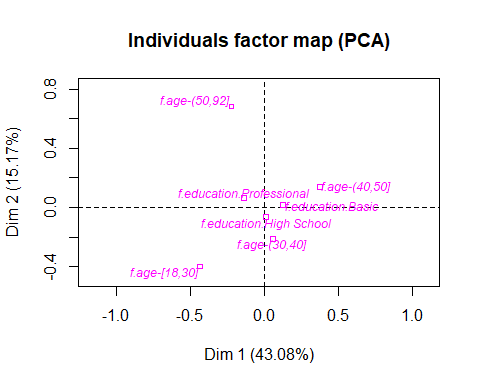 Individuals factor map (PCA)
0.8
f.age-(50,92]
0.4
f.age-(40,50]
f.education.Professional
0.0
f.education.Basic
f.education.High School
f.age-(30,40]
-0.4
f.age-[18,30]
Dim 2 (15.17%)
-1.0 -0.5 0.0 0.5 1.0
Dim 1 (43.08%)